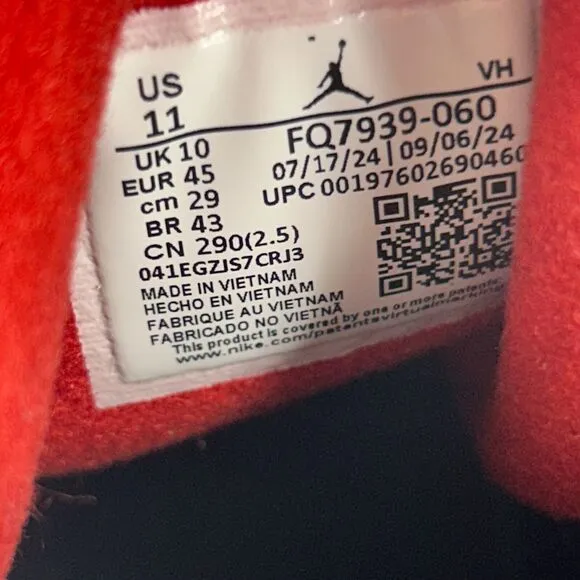 US
11
VH
FQ7939-060
07/17/24 | 09/06/24
UPC 00197602690460
UK 10
EUR 45
cm 29
BR 43
CN 290(2.5)
041EGZJS7CRJ3
MADE IN VIETNAM
HECHO EN VIETNAM
FABRIQUE AU VIETNAM
FABRICADO NO VIETNÃ
This product is covered by one or more
www.nike.com/patentsvirtualmarking